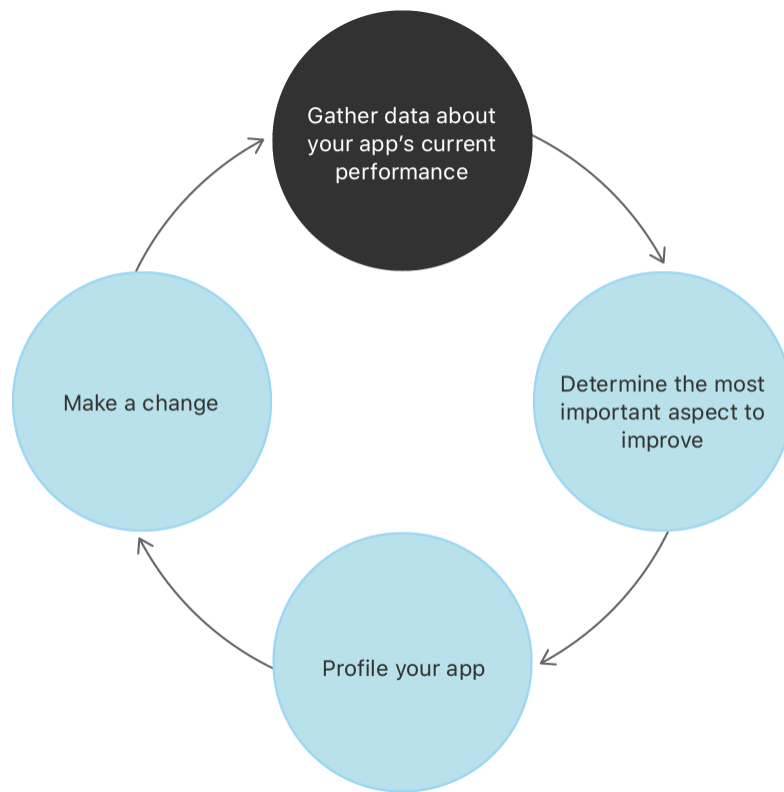 Gather data about
your app’s current
performance
Determine the most
important aspect to
improve
Profile your app
Make a change